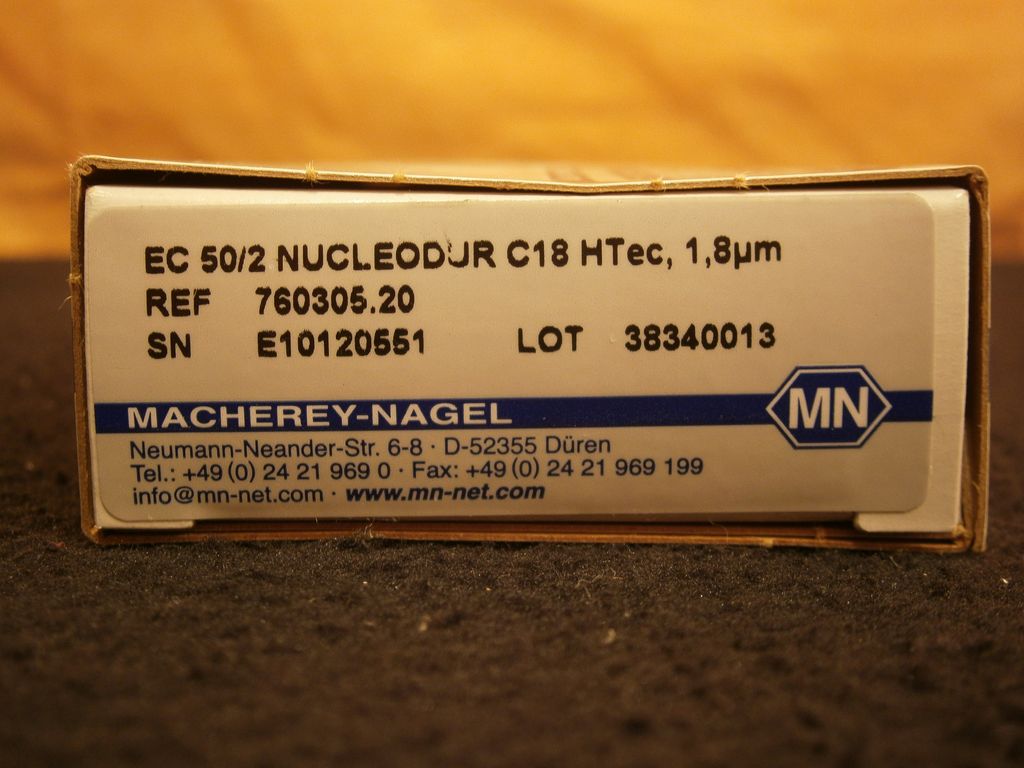 EC 50/2 NUCLEODUR C18 HTec, 1,8µm
REF 760305.20
SN E10120551 LOT 38340013
MACHEREY-NAGEL MN
Neumann-Neander-Str. 6-8 · D-52355 Düren
Tel.: +49 (0) 24 21 969 0 · Fax: +49 (0) 24 21 969 199
info@mn-net.com · www.mn-net.com